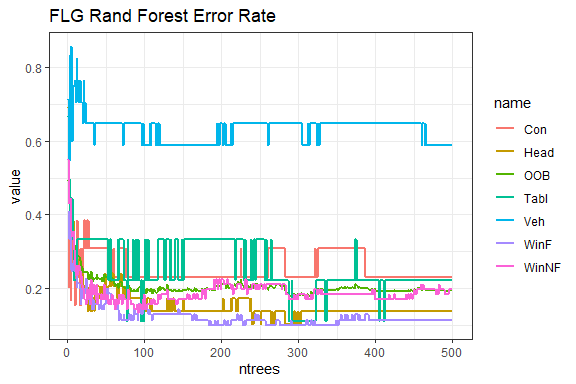 FLG Rand Forest Error Rate
value
0.8
0.6
0.4
0.2
0
100
200
300
400
500
ntrees
name
Con
Head
OOB
Tabl
Veh
WinF
WinNF